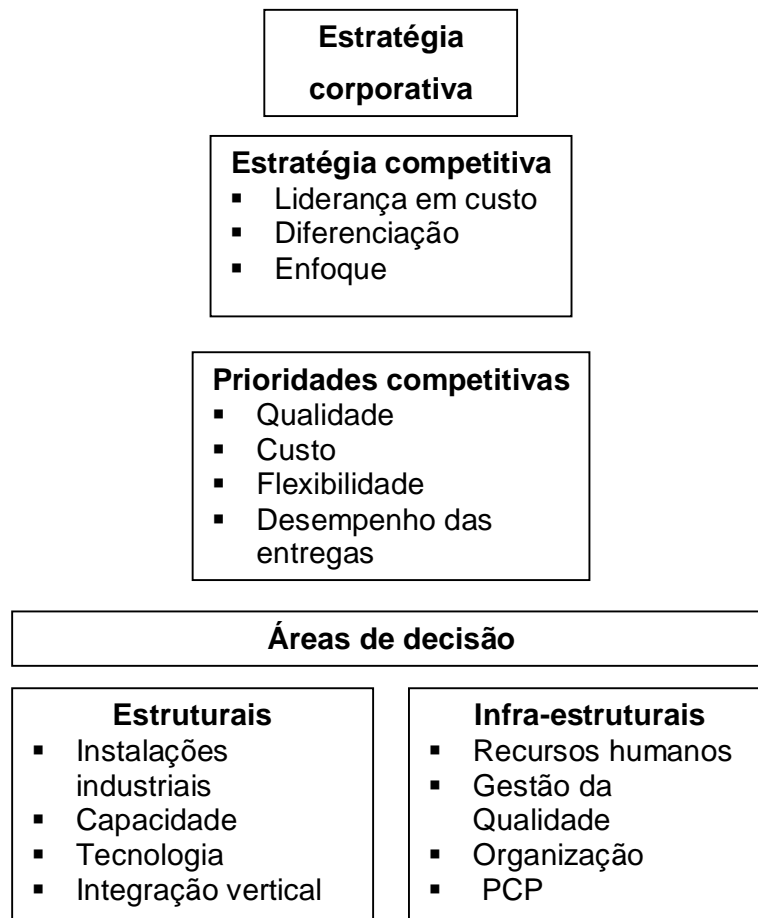 Estratégia
corporativa
Estratégia competitiva
▪ Liderança em custo
▪ Diferenciação
▪ Enfoque
Prioridades competitivas
▪ Qualidade
▪ Custo
▪ Flexibilidade
▪ Desempenho das
entregas
Áreas de decisão
Estruturais
▪ Instalações
industriais
▪ Capacidade
▪ Tecnologia
▪ Integração vertical
Infra-estruturais
▪ Recursos humanos
▪ Gestão da
Qualidade
▪ Organização
▪ PCP